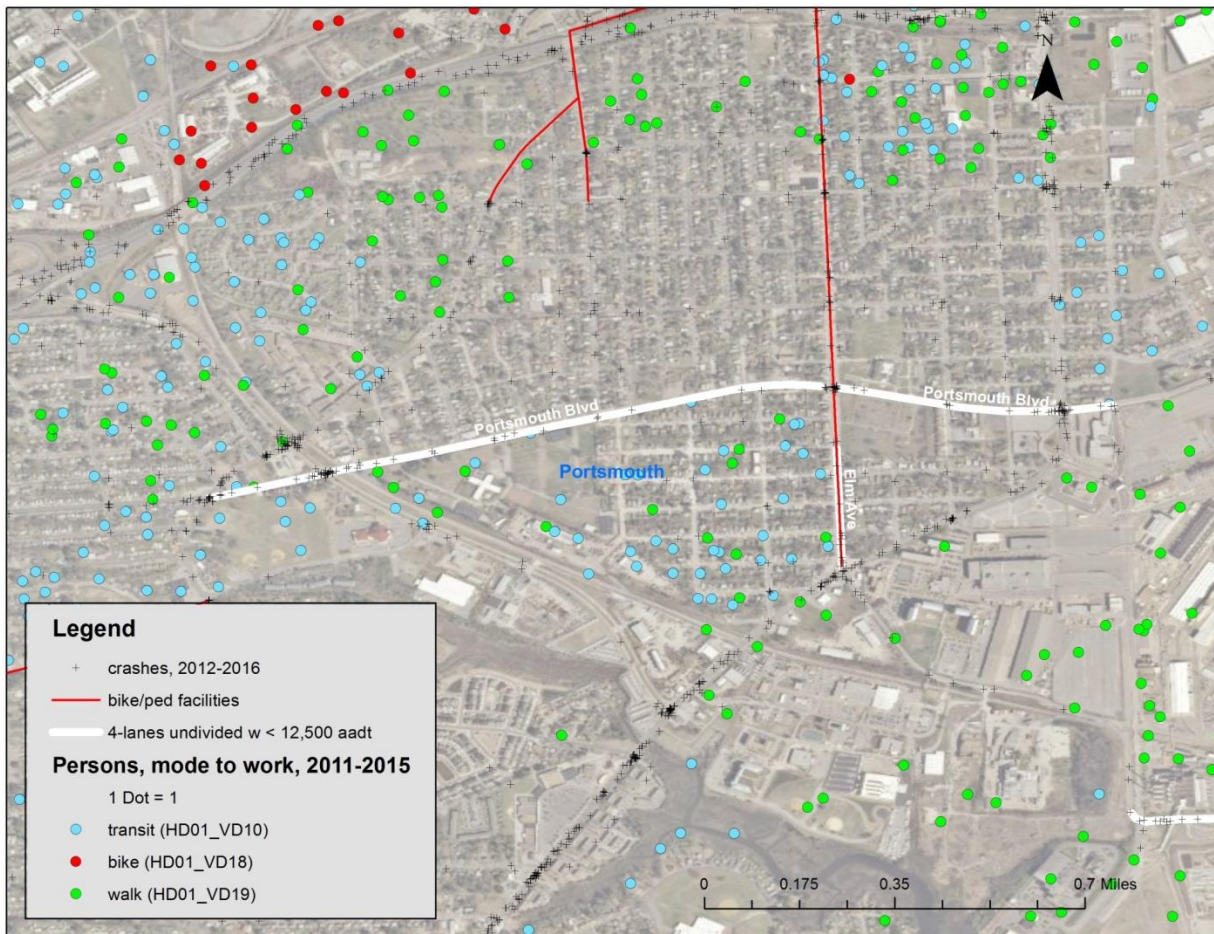 N
Portsmouth Blvd
Portsmouth Blvd
Portsmouth
Elm Ave
Legend
crashes, 2012-2016
bike/ped facilities
4-lanes undivided w < 12,500 aadt
Persons, mode to work, 2011-2015
1 Dot = 1
transit (HD01_VD10)
bike (HD01_VD18)
walk (HD01_VD19)
0 0.175 0.35 0.7 Miles